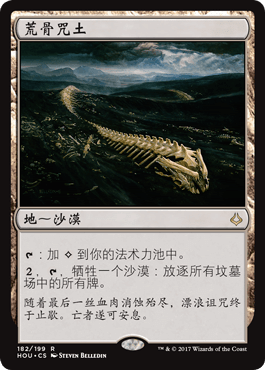 荒骨咒土
地～沙漠
：加到你的法术力池中。
2，，牺牲一个沙漠：放逐所有坟墓
场中的所有牌。
随着最后一丝血肉消蚀殆尽，漂浪诅咒终
于止歇。亡者遂可安息。
182/199 R
HOU • CS STEVEN BELLEDIN
™ & © 2017 Wizards of the Coast